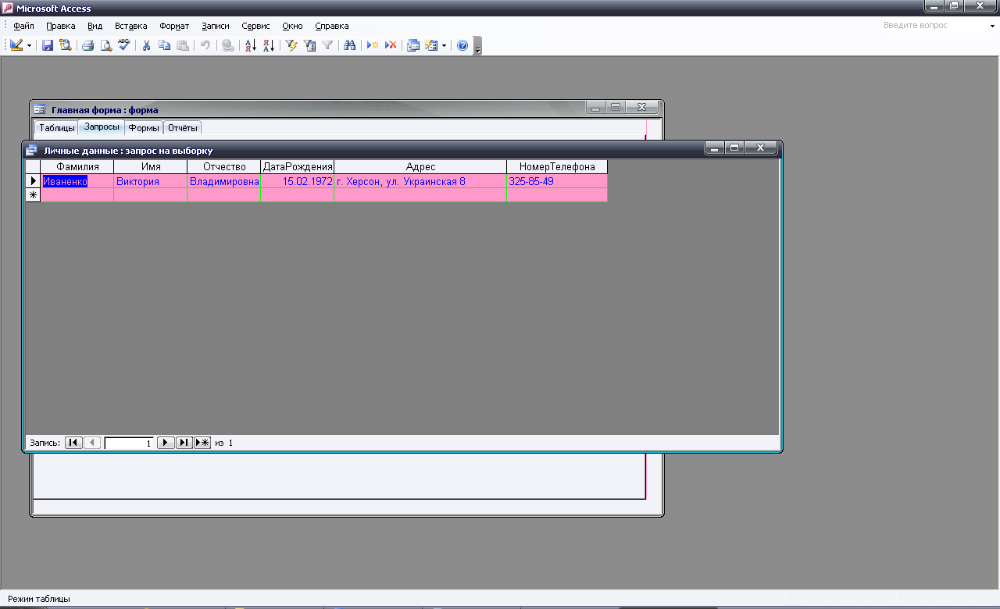 Microsoft Access
Файл Правка Вид Вставка Формат Записи Сервис Окно Справка Введите вопрос
Главная форма : форма
Таблицы Запросы Формы Отчёты
Личные данные : запрос на выборку
Фамилия Имя Отчество ДатаРождения Адрес НомерТелефона
Иваненко Виктория Владимировна 15.02.1972 г. Херсон, ул. Украинская 8 325-85-49
Запись: 1 из 1
Режим таблицы